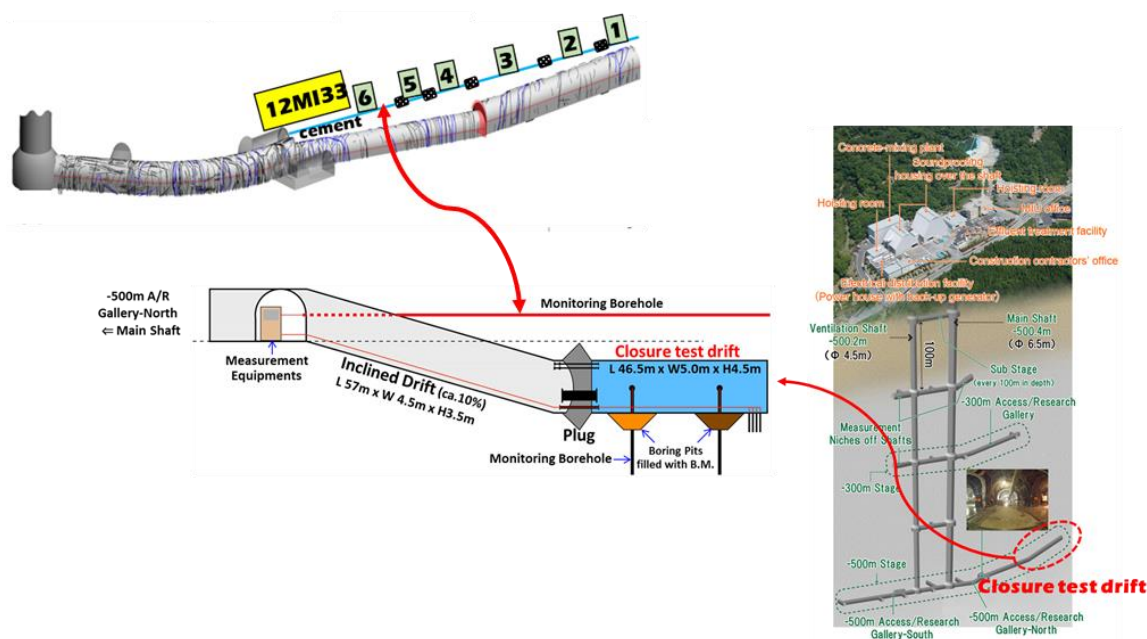 1
2
3
4
5
6
12MI33
cement
-500m A/R
Gallery-North
⇐ Main Shaft
Monitoring Borehole
Measurement
Equipments
Inclined Drift (ca.10%)
L 57m x W 4.5m x H3.5m
Closure test drift
L 46.5m x W5.0m x H4.5m
Plug
Boring Pits
filled with B.M.
Monitoring Borehole
Concrete-mixing plant
Soundproofing
housing over the shaft
Hoisting room
Hoisting room
MIU office
Effluent treatment facility
Construction contractors' office
Electrical distribution facility
(Power house with back-up generator)
Ventilation Shaft
-500.2m
(Φ 4.5m)
Main Shaft
-500.4m
(Φ 6.5m)
100m
Sub Stage
(every 100m in depth)
-300m Access/Research
Gallery
Measurement
Niches off Shafts
-300m Stage
-500m Stage
Closure test drift
-500m Access/Research
Gallery-South
-500m Access/Research
Gallery-North